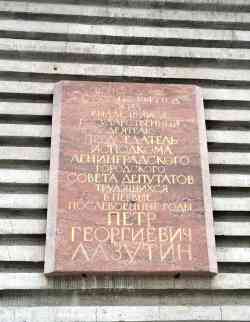 ГОСУДАРСТВЕННЫЙ
ДЕЯТЕЛЬ
ПРЕДСЕДАТЕЛЬ
ИСПОЛКОМА
ЛЕНИНГРАДСКОГО
ГОРОДСКОГО
СОВЕТА ДЕПУТАТОВ
ТРУДЯЩИХСЯ
В ПЕРВЫЕ
ПОСЛЕВОЕННЫЕ ГОДЫ
ПЕТР
ГЕОРГИЕВИЧ
ЛАЗУТИН